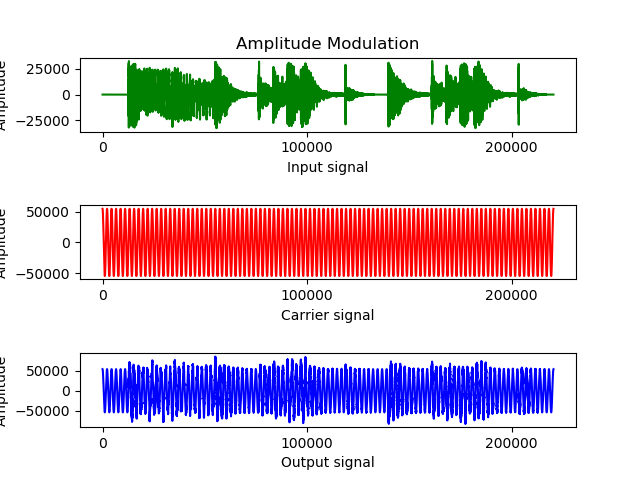 Amplitude Modulation
Amplitude
25000
0
−25000
0 100000 200000
Input signal
Amplitude
50000
0
−50000
0 100000 200000
Carrier signal
Amplitude
50000
0
−50000
0 100000 200000
Output signal